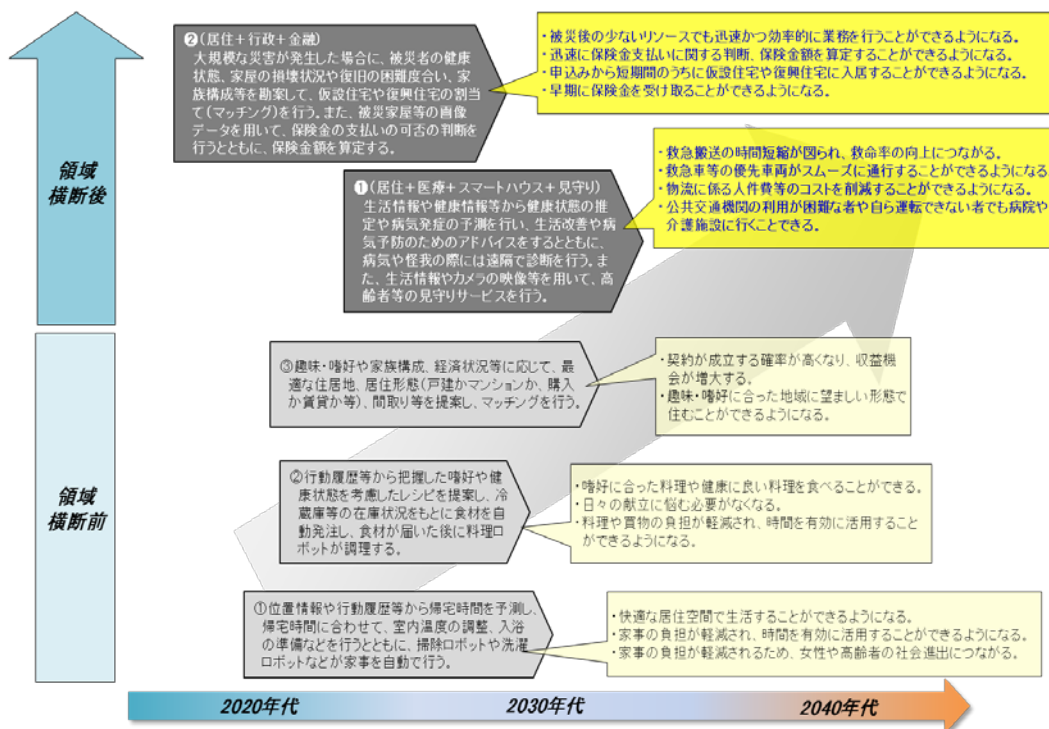 領域
横断後
❷(居住+行政+金融)
大規模な災害が発生した場合に、被災者の健康
状態、家屋の損壊状況や復旧の困難度合い、家
族構成等を勘案して、仮設住宅や復興住宅の割当
て(マッチング)を行う。また、被災家屋等の画像
データを用いて、保険金の支払いの可否の判断を
行うとともに、保険金額を算定する。
・被災後の少ないリソースでも迅速かつ効率的に業務を行うことができるようになる。
・迅速に保険金支払いに関する判断、保険金額を算定することができるようになる。
・申込みから短期間のうちに仮設住宅や復興住宅に入居することができるようになる。
・早期に保険金を受け取ることができるようになる。
❶(居住+医療+スマートハウス+見守り)
生活情報や健康情報等から健康状態の推
定や病気発症の予測を行い、生活改善や病
気予防のためのアドバイスをするとともに、
病気や怪我の際には遠隔で診断を行う。ま
た、生活情報やカメラの映像等を用いて、高
齢者等の見守りサービスを行う。
・救急搬送の時間短縮が図られ、救命率の向上につながる。
・救急車等の優先車両がスムーズに通行することができるようになる
・物流に係る人件費等のコストを削減することができるようになる。
・公共交通機関の利用が困難な者や自ら運転できない者でも病院や
介護施設に行くことできる。
領域
横断前
③趣味・嗜好や家族構成、経済状況等に応じて、最
適な住居地、居住形態(戸建かマンションか、購入
か賃貸か等)、間取り等を提案し、マッチングを行う。
・契約が成立する確率が高くなり、収益機
会が増大する。
・趣味・嗜好に合った地域に望ましい形態で
住むことができるようになる。
②行動履歴等から把握した嗜好や健
康状態を考慮したレシピを提案し、冷
蔵庫等の在庫状況をもとに食材を自
動発注し、食材が届いた後に料理ロ
ボットが調理する。
・嗜好に合った料理や健康に良い料理を食べることができる。
・日々の献立に悩む必要がなくなる。
・料理や買物の負担が軽減され、時間を有効に活用すること
ができるようになる。
①位置情報や行動履歴等から帰宅時間を予測し、
帰宅時間に合わせて、室内温度の調整、入浴
の準備などを行うとともに、掃除ロボットや洗濯
ロボットなどが家事を自動で行う。
・快適な居住空間で生活することができるようになる。
・家事の負担が軽減され、時間を有効に活用することができるようになる。
・家事の負担が軽減されるため、女性や高齢者の社会進出につながる。
2020年代
2030年代
2040年代